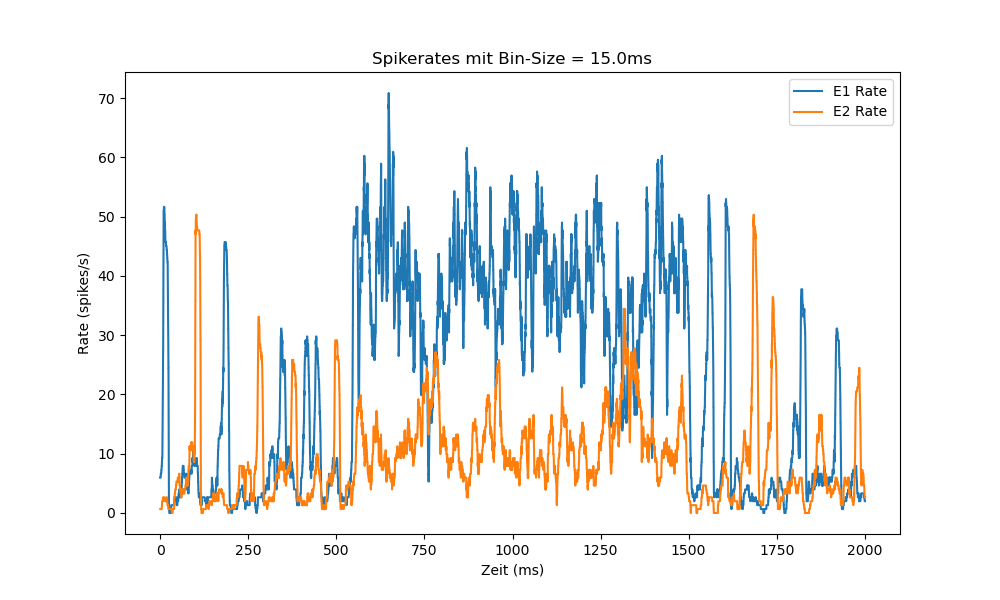 Spikerates mit Bin-Size = 15.0ms
E1 Rate
E2 Rate
70
60
50
40
30
20
10
0
Rate (spikes/s)
0 250 500 750 1000 1250 1500 1750 2000
Zeit (ms)